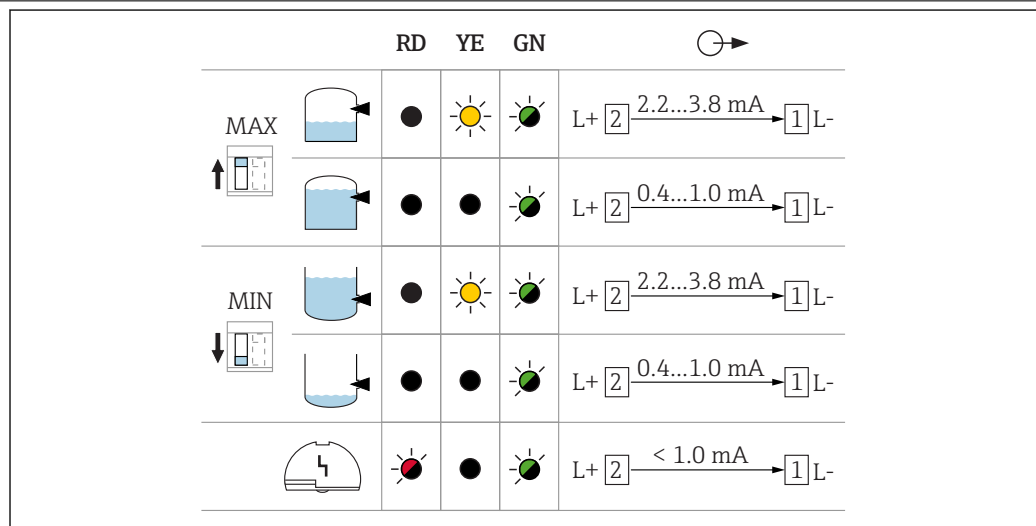 RD YE GN
MAX
L+ 2 2.2...3.8 mA 1 L-
L+ 2 0.4...1.0 mA 1 L-
MIN
L+ 2 2.2...3.8 mA 1 L-
L+ 2 0.4...1.0 mA 1 L-
L+ 2 < 1.0 mA 1 L-